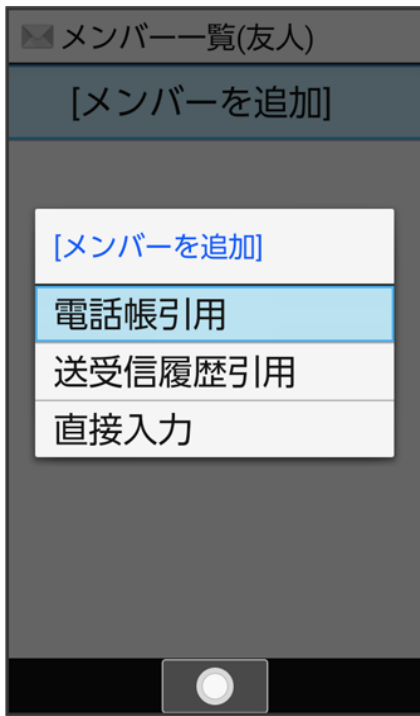 メンバー一覧(友人)
[メンバーを追加]
[メンバーを追加]
電話帳引用
送受信履歴引用
直接入力